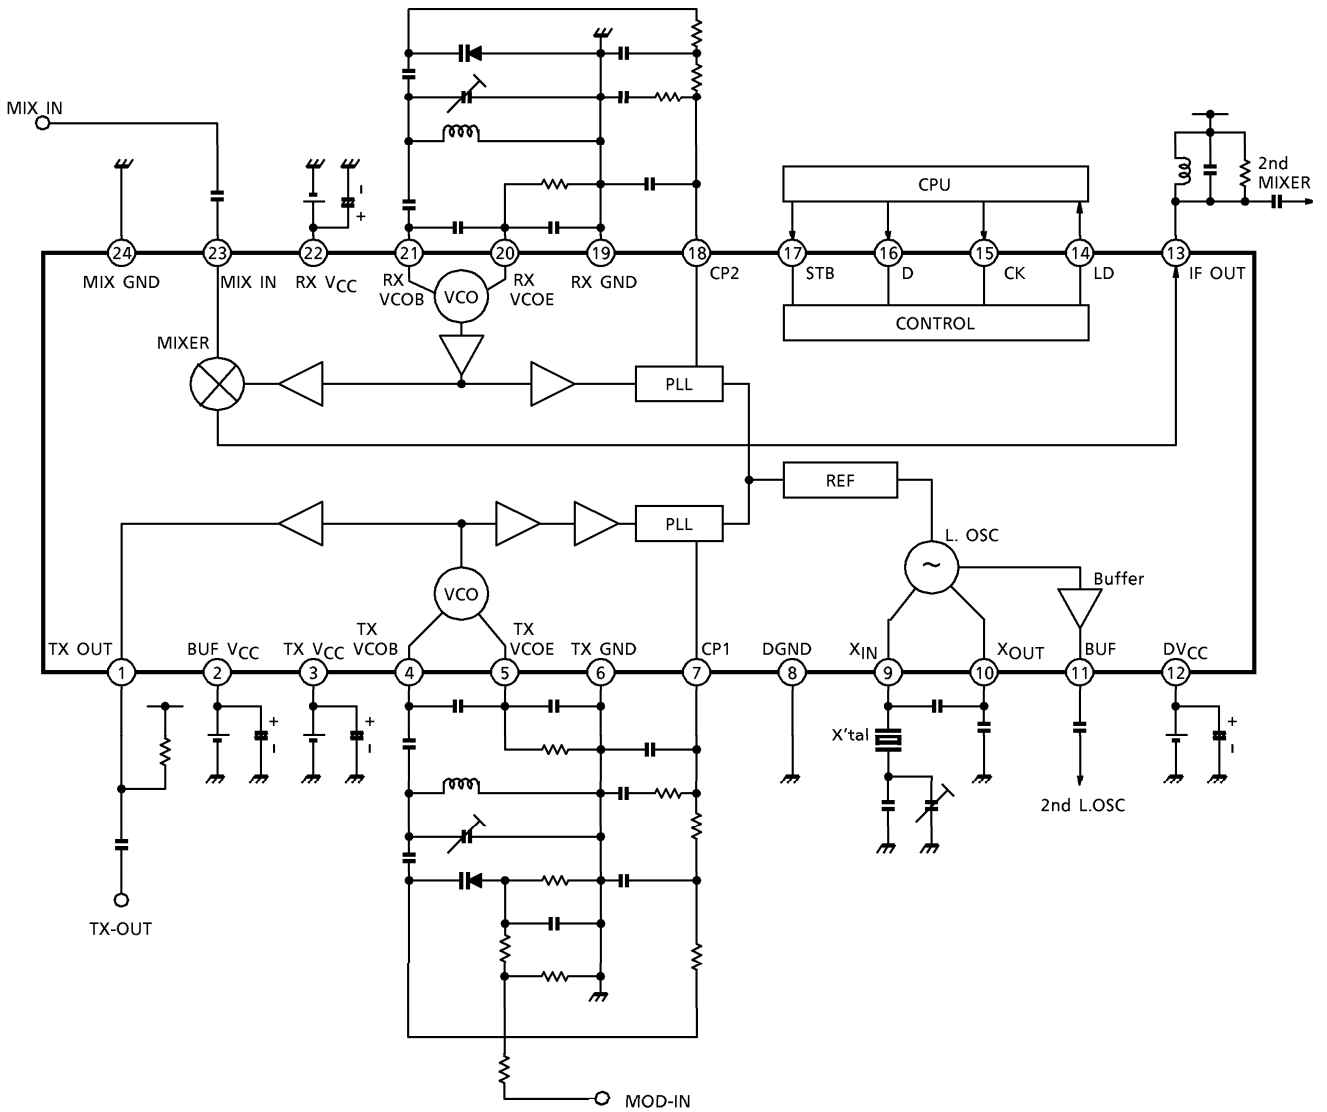 MIX IN
CPU
2nd
MIXER
24 23 22 21 20 19 18 17 16 15 14 13
MIX GND
MIX IN
RX VCC
RX
VCOB
VCO
RX
VCOE
RX GND
CP2
STB
D
CK
LD
IF OUT
CONTROL
MIXER
PLL
REF
PLL
L. OSC
~
Buffer
VCO
TX OUT
BUF VCC
TX VCC
TX
VCOB
TX
VCOE
TX GND
CP1
DGND
XIN
XOUT
BUF
DVCC
1 2 3 4 5 6 7 8 9 10 11 12
X'tal
2nd L.OSC
TX-OUT
MOD-IN